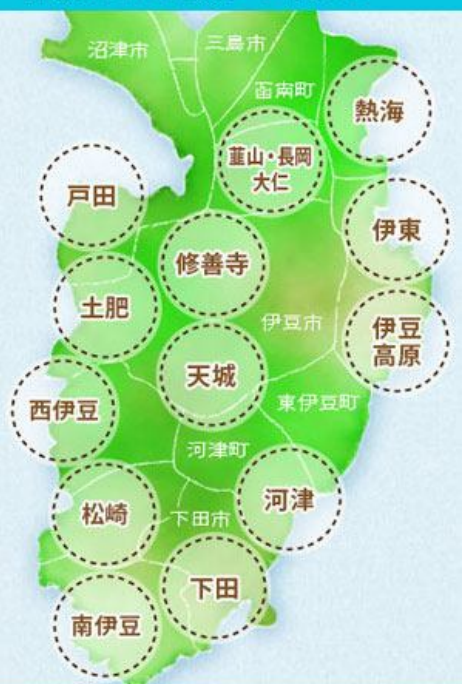 沼津市
三島市
函南町
熱海
韮山・長岡
大仁
戸田
伊東
修善寺
土肥
伊豆市
伊豆
高原
天城
西伊豆
東伊豆町
河津町
河津
松崎
下田市
下田
南伊豆